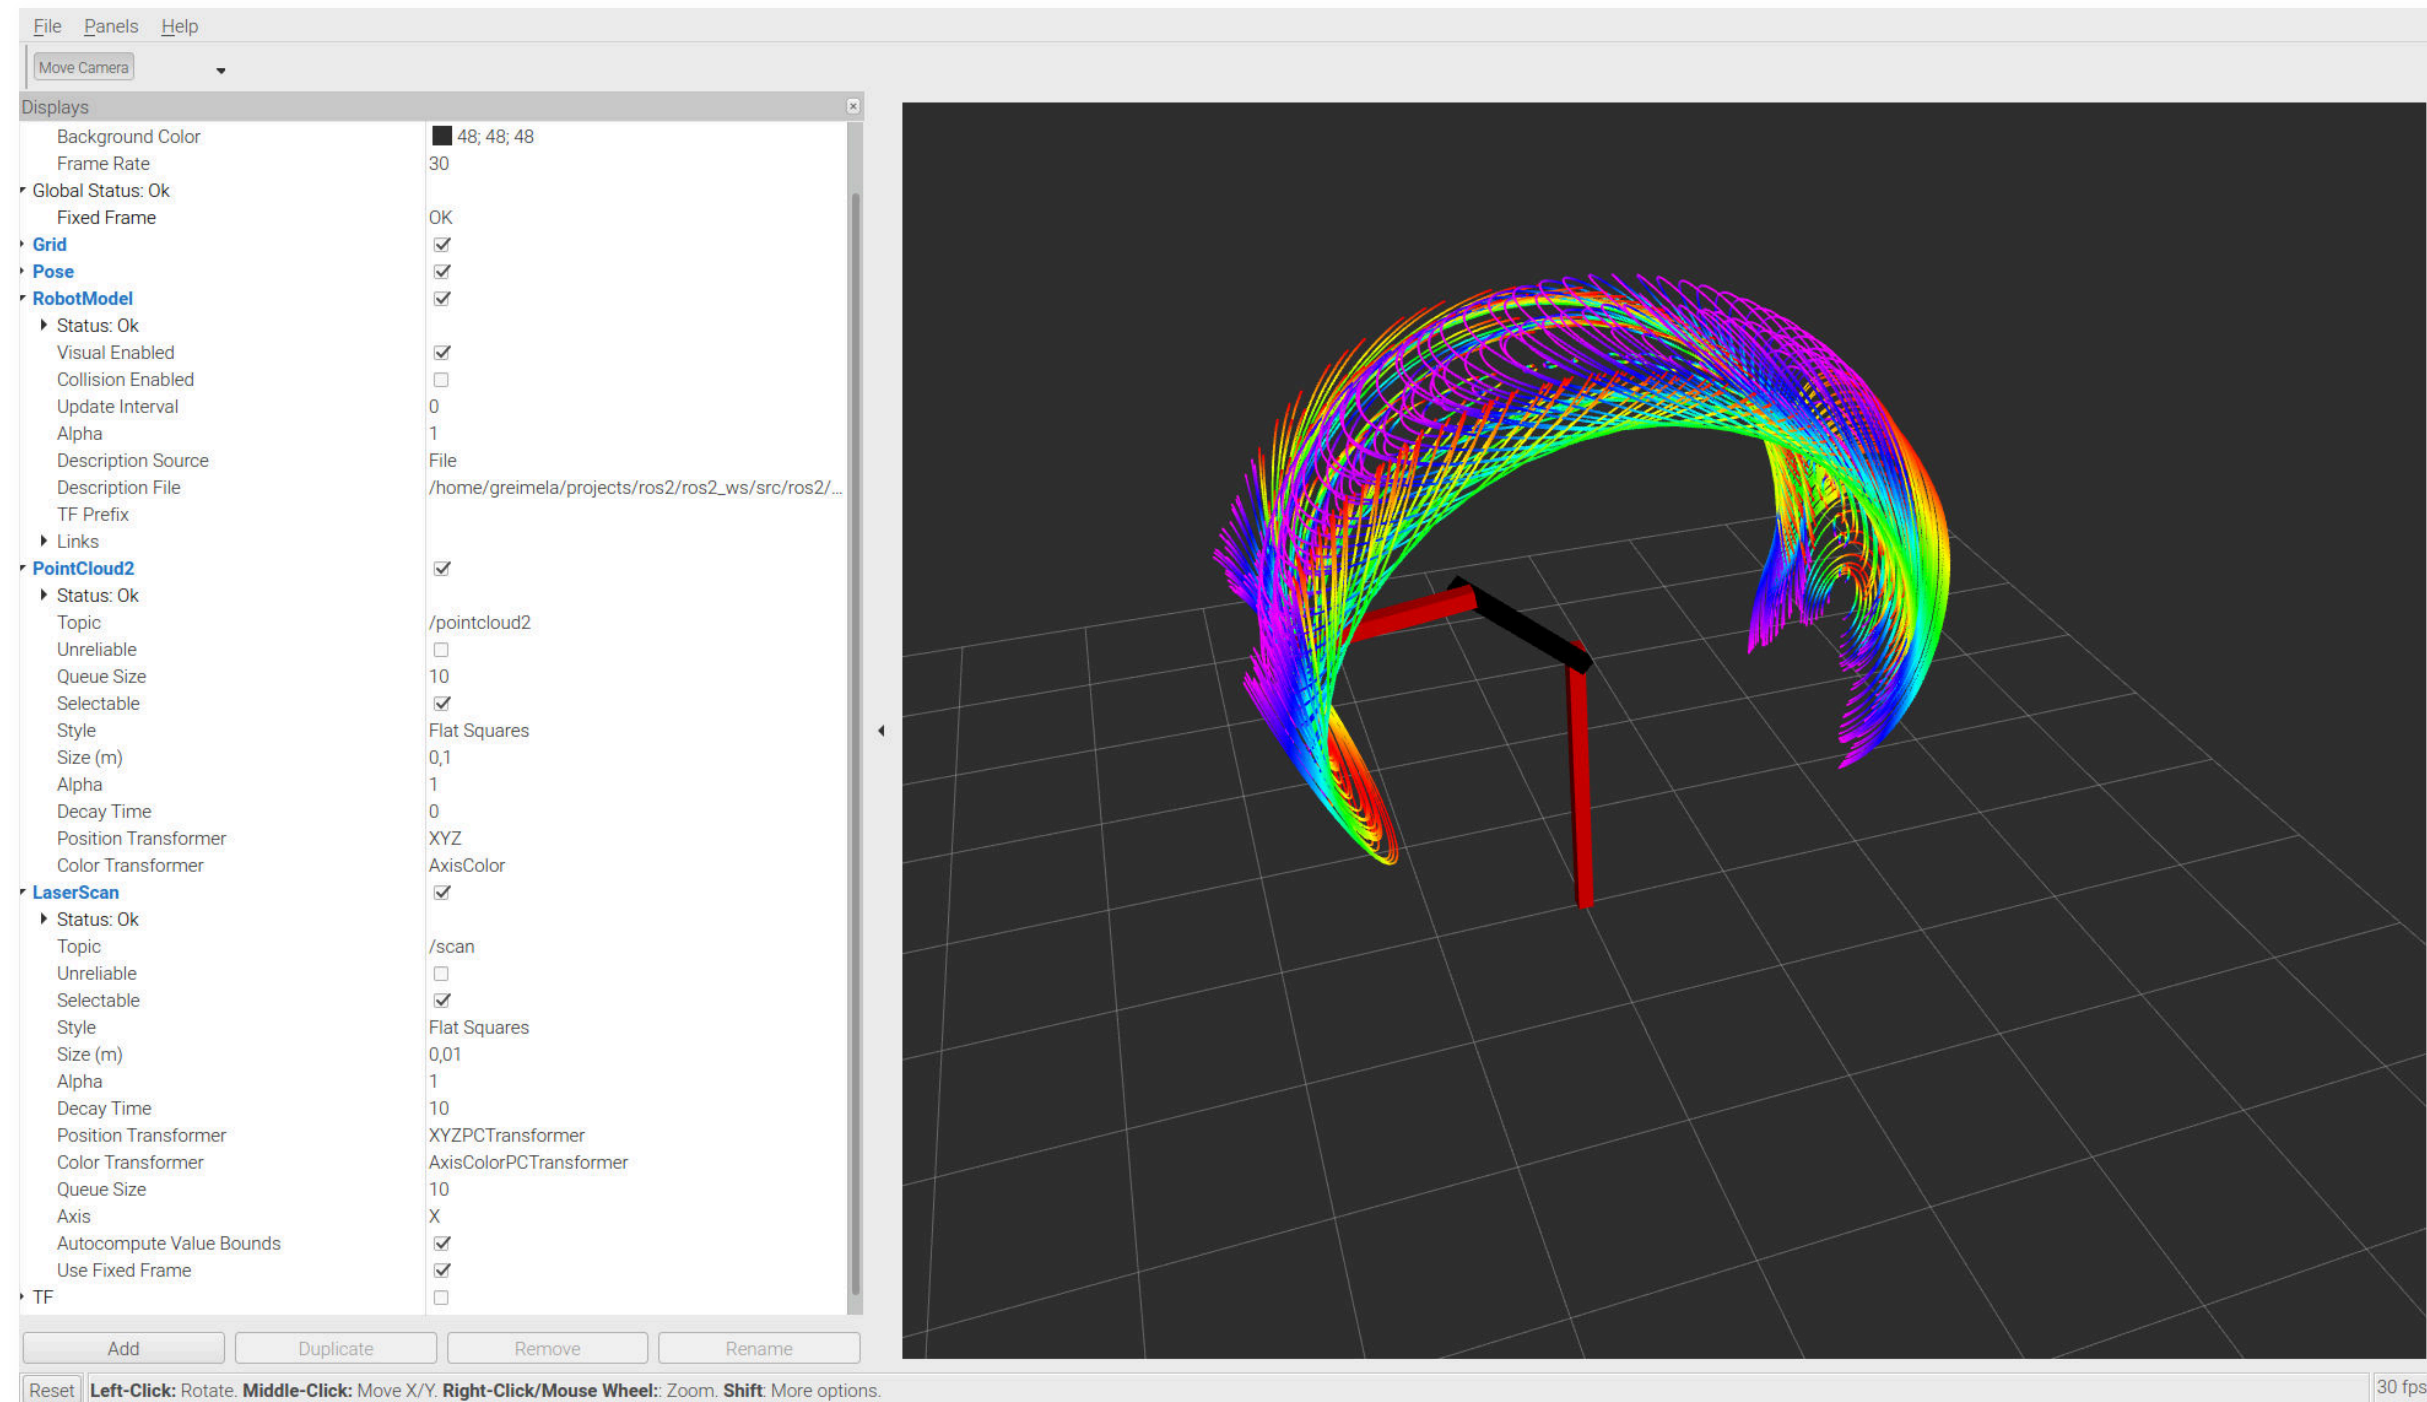 File Panels Help
Move Camera
Displays
Background Color 48; 48; 48
Frame Rate 30
Global Status: Ok
Fixed Frame OK
Grid
Pose
RobotModel
Status: Ok
Visual Enabled
Collision Enabled
Update Interval 0
Alpha 1
Description Source File
Description File /home/greimela/projects/ros2/ros2_ws/src/ros2/...
TF Prefix
Links
PointCloud2
Status: Ok
Topic /pointcloud2
Unreliable
Queue Size 10
Selectable
Style Flat Squares
Size (m) 0,1
Alpha 1
Decay Time 0
Position Transformer XYZ
Color Transformer AxisColor
LaserScan
Status: Ok
Topic /scan
Unreliable
Selectable
Style Flat Squares
Size (m) 0,01
Alpha 1
Decay Time 10
Position Transformer XYZPCTransformer
Color Transformer AxisColorPCTransformer
Queue Size 10
Axis X
Autocompute Value Bounds
Use Fixed Frame
TF
Add Duplicate Remove Rename
Reset Left-Click: Rotate. Middle-Click: Move X/Y. Right-Click/Mouse Wheel:: Zoom. Shift: More options. 30 fps